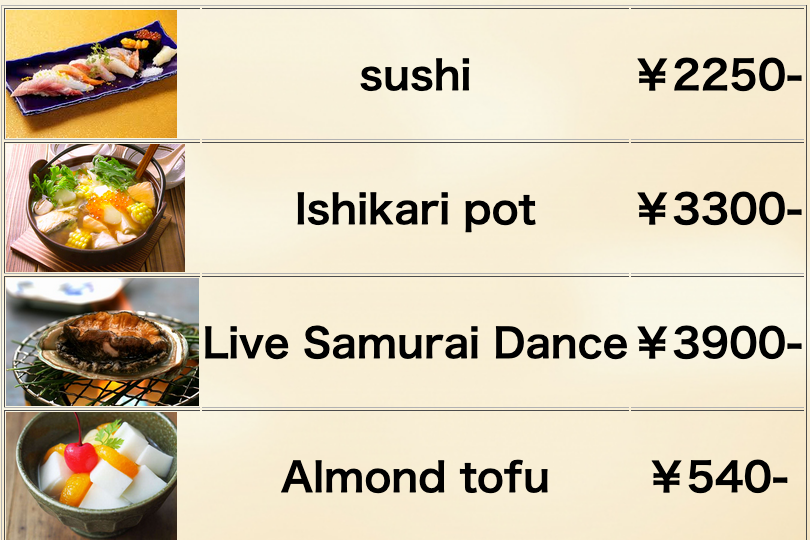 sushi ￥2250-
Ishikari pot ￥3300-
Live Samurai Dance ￥3900-
Almond tofu ￥540-